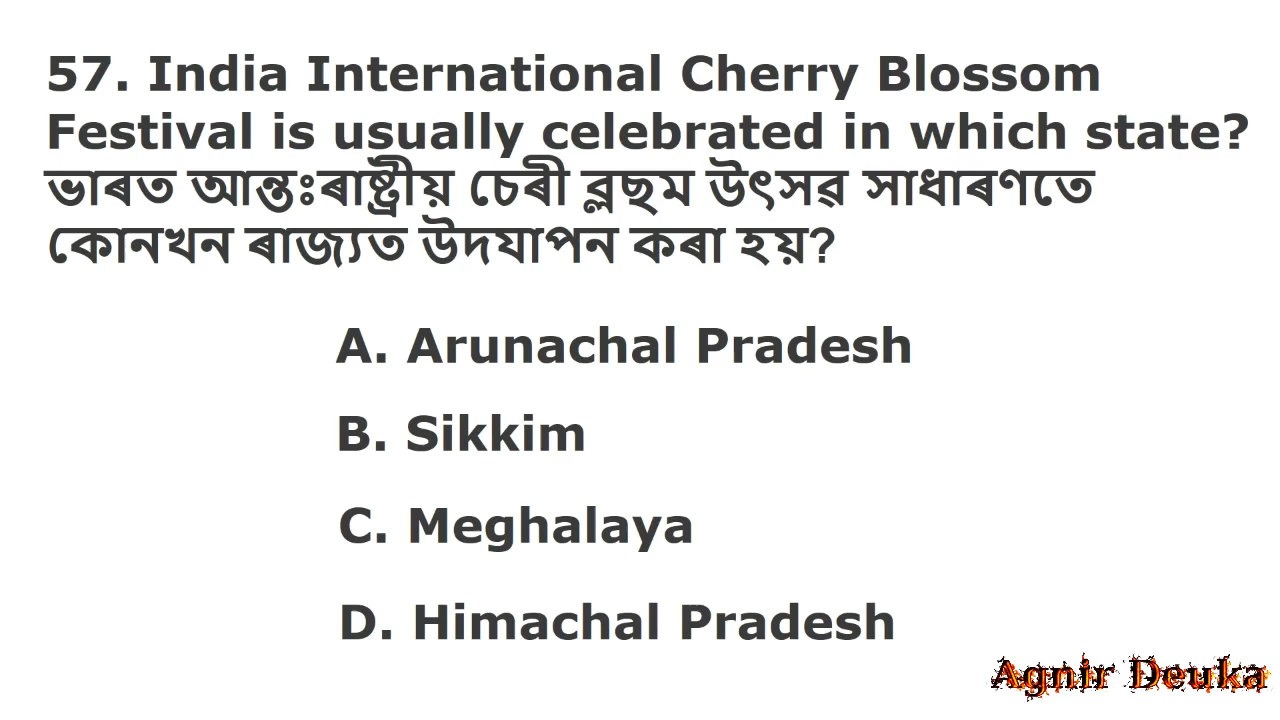 57. India International Cherry Blossom
Festival is usually celebrated in which state?
ভাৰত আন্তঃৰাষ্ট্ৰীয় চেৰী ব্লছম উৎসৱ সাধাৰণতে
কোনখন ৰাজ্যত উদযাপন কৰা হয়?
A. Arunachal Pradesh
B. Sikkim
C. Meghalaya
D. Himachal Pradesh
Agnir Deuka